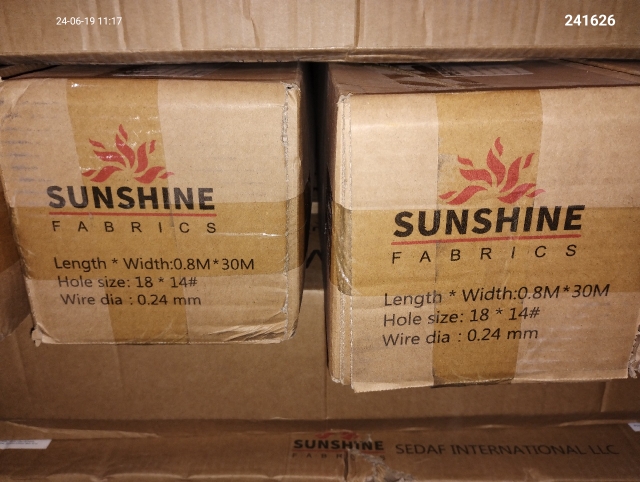 24-06-19 11:17
241626
SUNSHINE
FABRICS
Length * Width:0.8M*30M
Hole size: 18 * 14#
Wire dia : 0.24 mm
SUNSHINE
FABRICS
Length * Width:0.8M*30M
Hole size: 18 * 14#
Wire dia : 0.24 mm
SUNSHINE
FABRICS
SEDAF INTERNATIONAL LLC